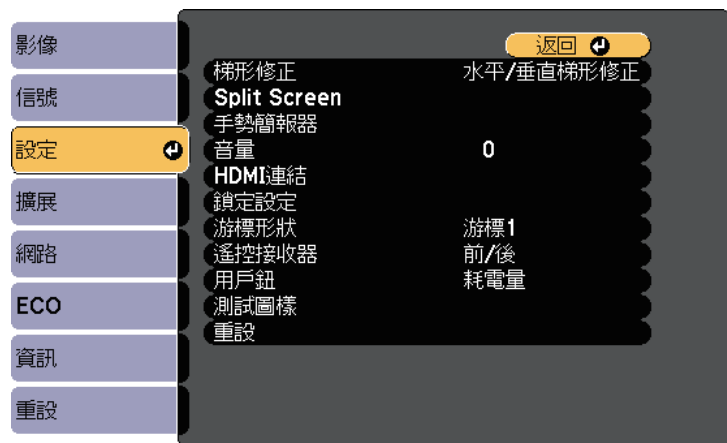 影像
信號
設定
擴展
網路
ECO
資訊
重設
返回
梯形修正 水平/垂直梯形修正
Split Screen
手勢簡報器
音量 0
HDMI連結
鎖定設定
游標形狀 游標1
遙控接收器 前/後
用戶鈕 耗電量
測試圖樣
重設